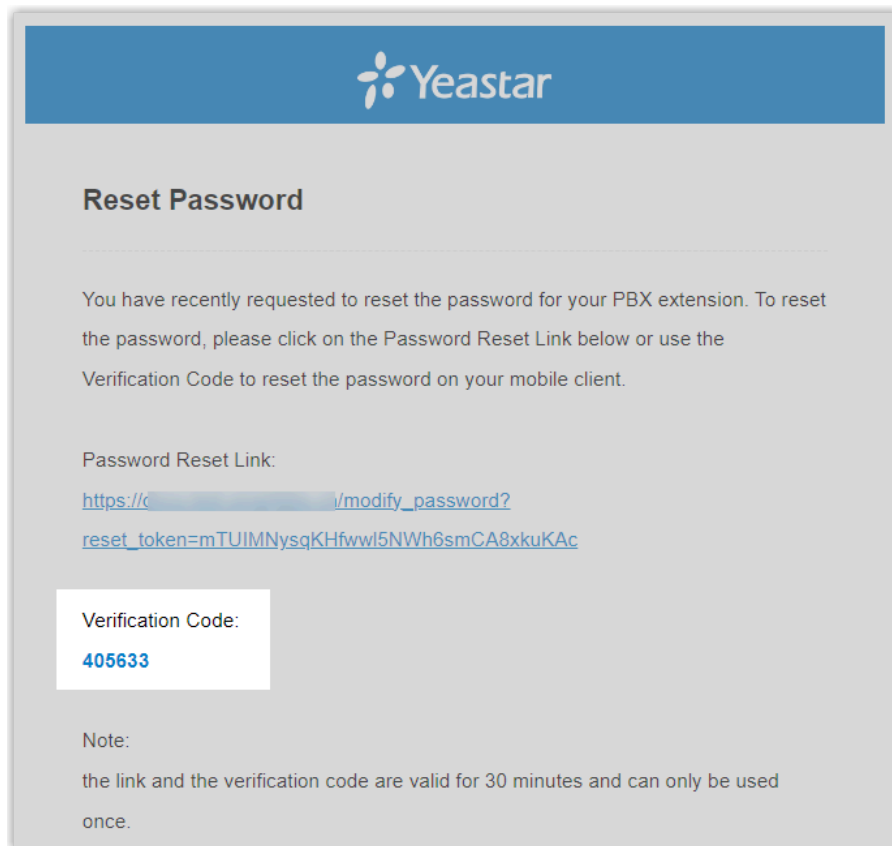 Yeastar
Reset Password
You have recently requested to reset the password for your PBX extension. To reset
the password, please click on the Password Reset Link below or use the
Verification Code to reset the password on your mobile client.
Password Reset Link:
https://c /modify_password?
reset_token=mTUIMNysqKHfwwI5NWh6smCA8xkuKAc
Verification Code:
405633
Note:
the link and the verification code are valid for 30 minutes and can only be used
once.